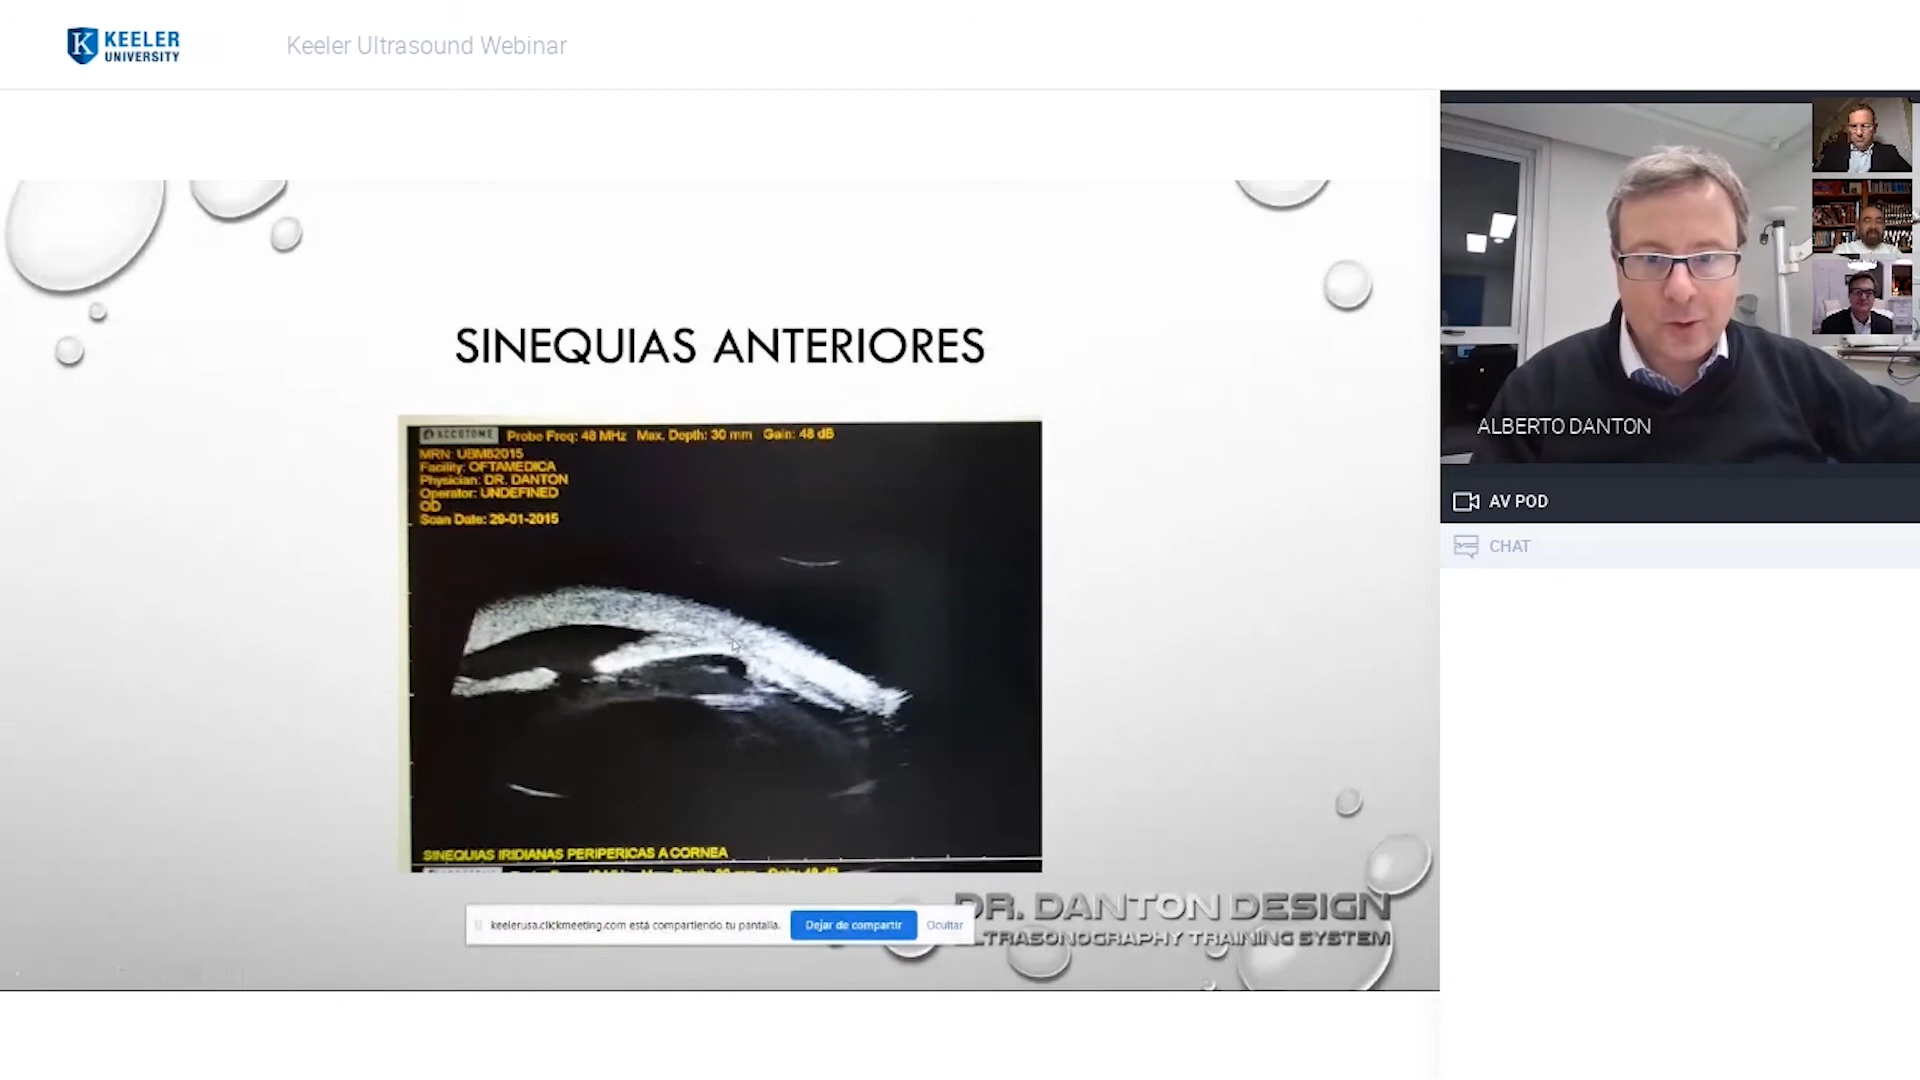 K KEELER
UNIVERSITY
Keeler Ultrasound Webinar
SINEQUIAS ANTERIORES
ACCUTOME Probe Freq: 48 MHz Max. Depth: 30 mm Gain: 48 dB
MRN: UBM62015
Facility: OFTAMEDICA
Physician: DR. DANTON
Operator: UNDEFINED
OD
Scan Date: 29-01-2015
SINEQUIAS IRIDIANAS PERIPERICAS A CORNEA
DR. DANTON DESIGN
ULTRASONOGRAPHY TRAINING SYSTEM
keelerusa.clickmeeting.com está compartiendo tu pantalla. Dejar de compartir Ocultar
ALBERTO DANTON
AV POD
CHAT